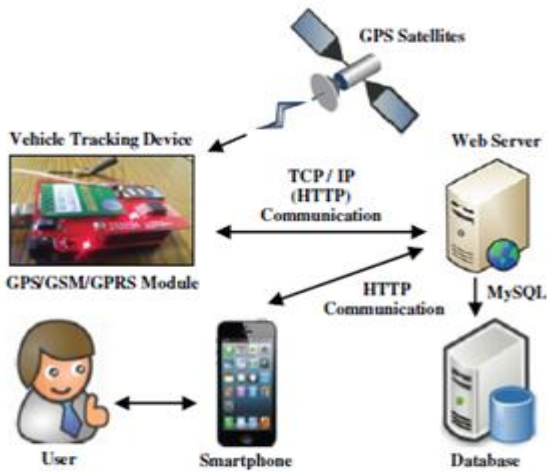 GPS Satellites
Vehicle Tracking Device
Web Server
TCP / IP
(HTTP)
Communication
GPS/GSM/GPRS Module
HTTP
Communication
MySQL
User
Smartphone
Database